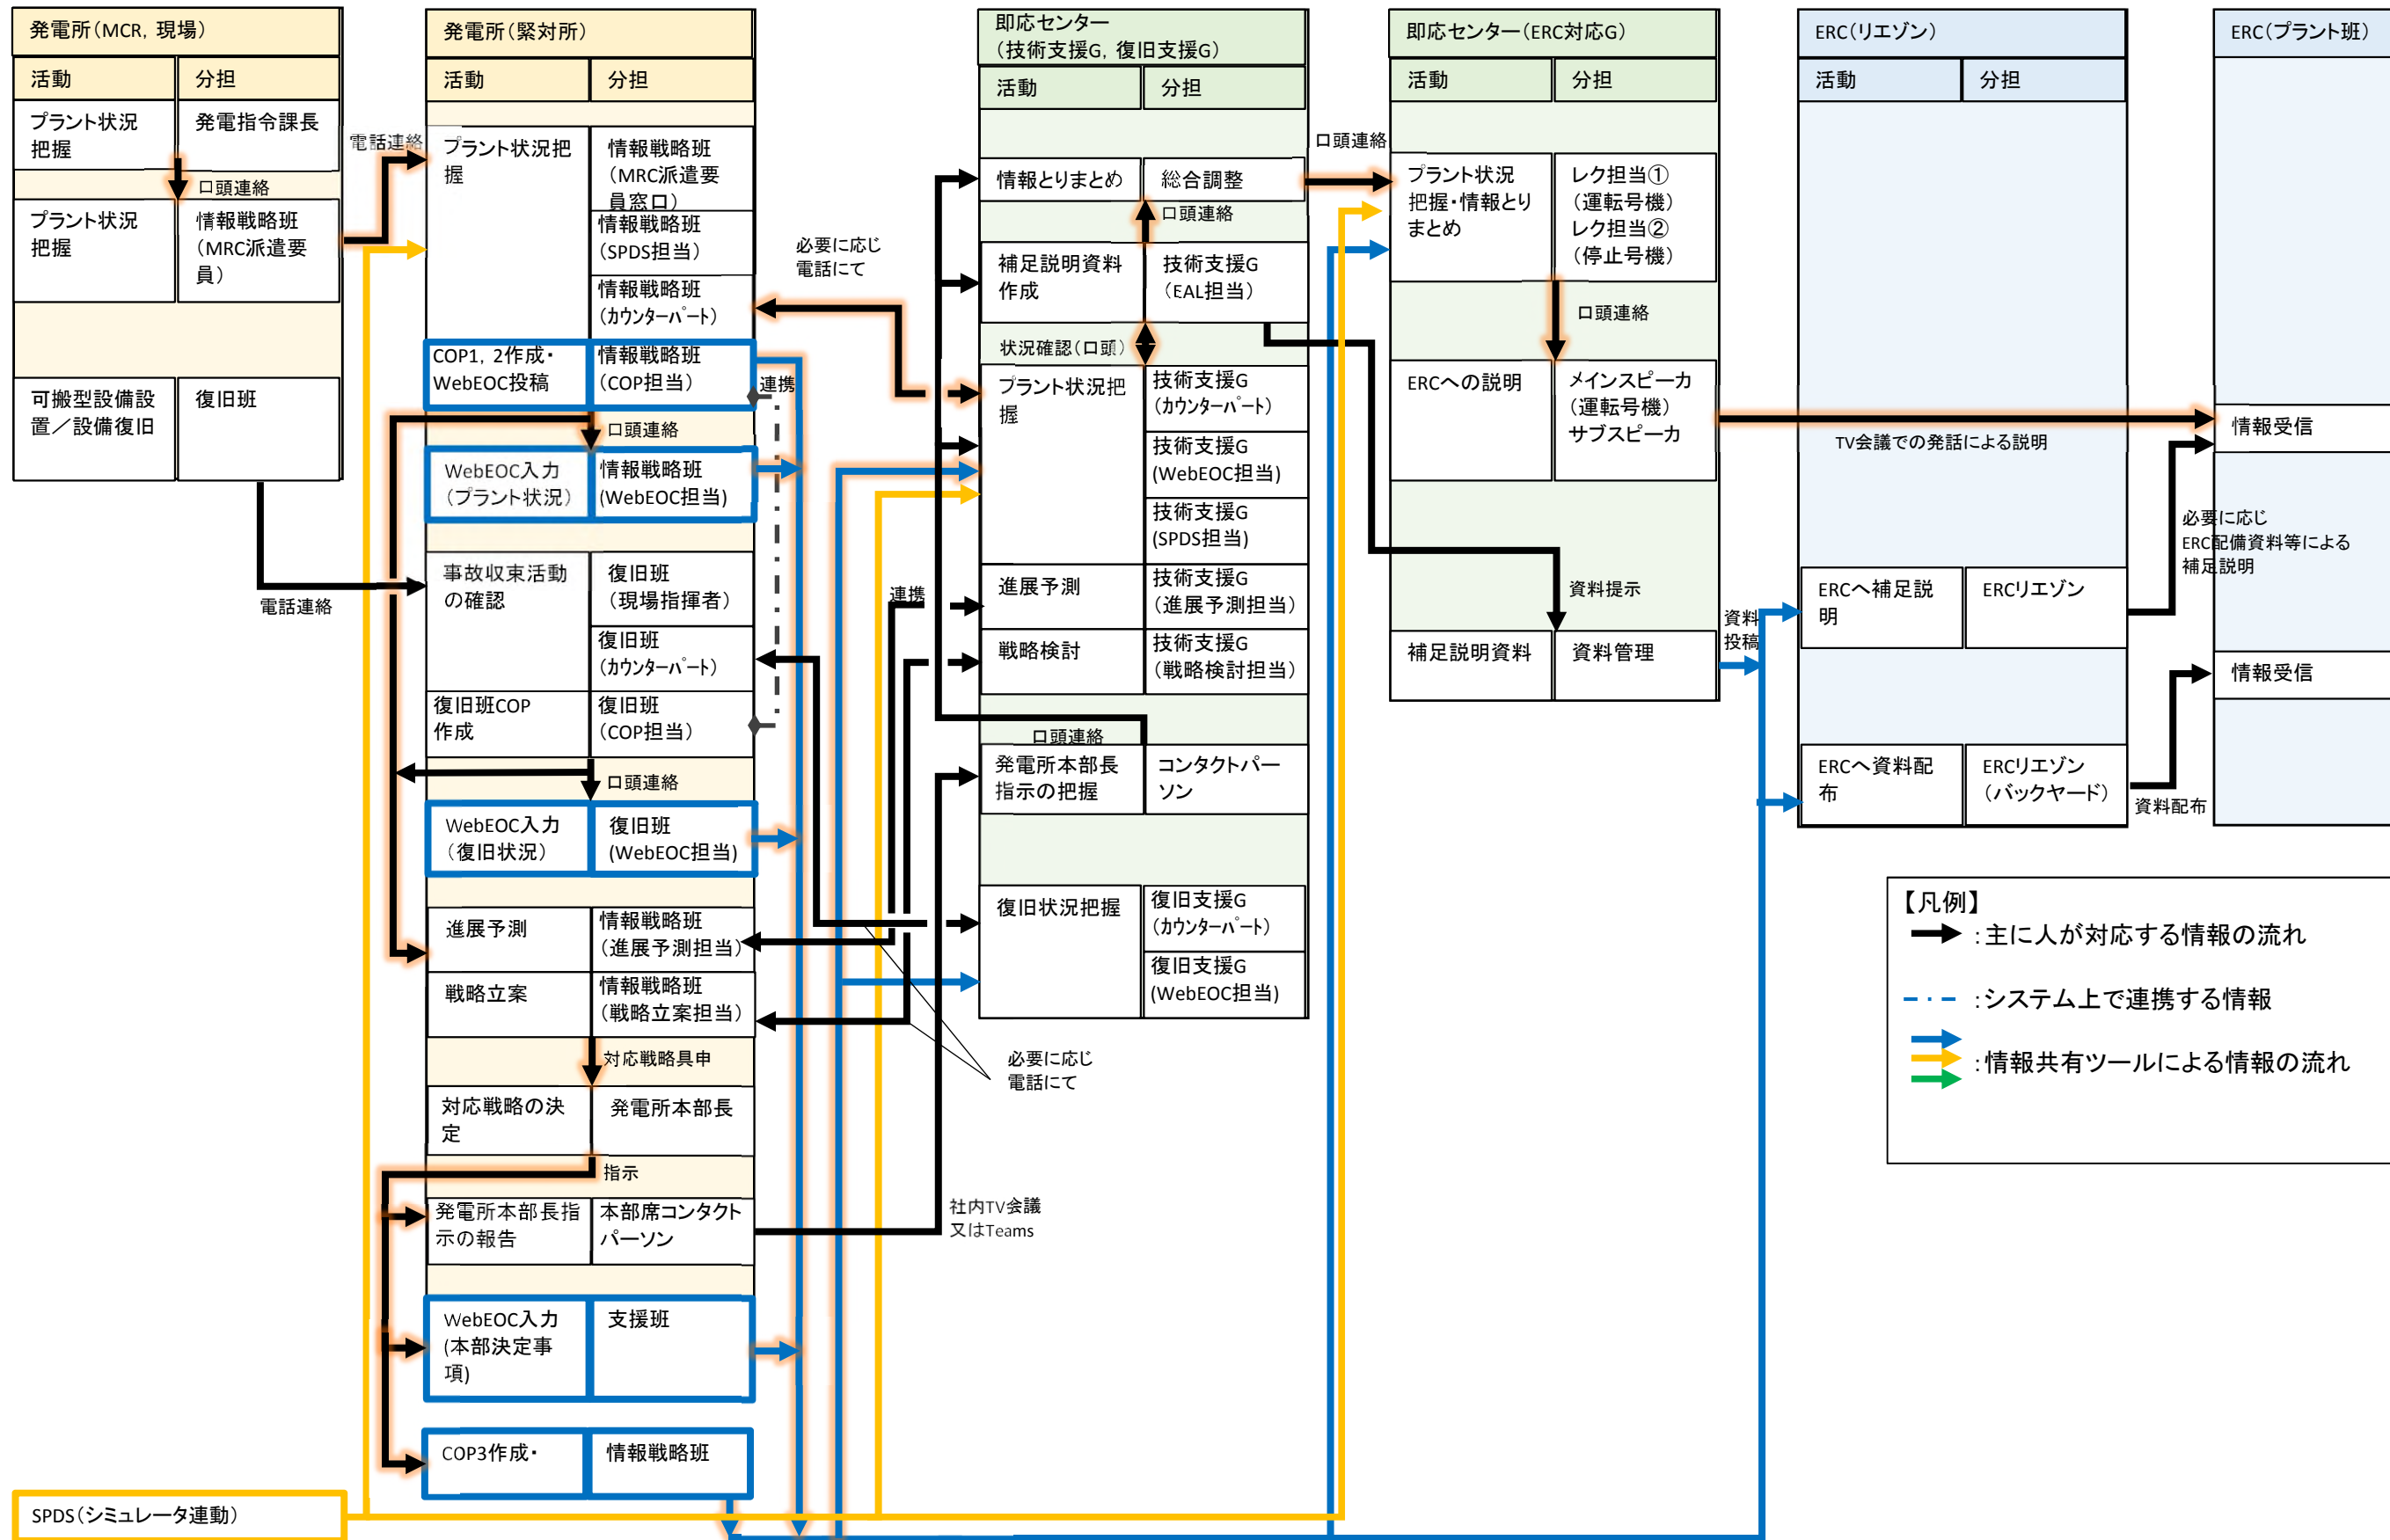 発電所（MCR，現場）
活動
分担
プラント状況
把握
発電指令課長
口頭連絡
プラント状況
把握
情報戦略班
（MRC派遣要
員）
可搬型設備設
置／設備復旧
復旧班
電話連絡
電話連絡
発電所（緊対所）
活動
分担
プラント状況把
握
情報戦略班
（MRC派遣要
員窓口）
情報戦略班
（SPDS担当）
情報戦略班
（ｶｳﾝﾀｰﾊﾟｰﾄ）
COP1，2作成・
WebEOC投稿
情報戦略班
（COP担当）
連携
口頭連絡
WebEOC入力
（プラント状況）
情報戦略班
(WebEOC担当)
事故収束活動
の確認
復旧班
（現場指揮者）
復旧班
（ｶｳﾝﾀｰﾊﾟｰﾄ）
復旧班COP
作成
復旧班
（COP担当）
口頭連絡
WebEOC入力
（復旧状況）
復旧班
(WebEOC担当)
進展予測
情報戦略班
（進展予測担当）
戦略立案
情報戦略班
（戦略立案担当）
対応戦略具申
対応戦略の決
定
発電所本部長
指示
発電所本部長指
示の報告
本部席コンタクト
パーソン
WebEOC入力
(本部決定事
項)
支援班
COP3作成・
情報戦略班
SPDS（シミュレータ連動）
必要に応じ
電話にて
連携
必要に応じ
電話にて
社内TV会議
又はTeams
即応センター
（技術支援G，復旧支援G）
活動
分担
情報とりまとめ
総合調整
口頭連絡
補足説明資料
作成
技術支援G
（EAL担当）
状況確認（口頭）
プラント状況把
握
技術支援G
（ｶｳﾝﾀｰﾊﾟｰﾄ）
技術支援G
(WebEOC担当)
技術支援G
(SPDS担当)
進展予測
技術支援G
（進展予測担当）
戦略検討
技術支援G
（戦略検討担当）
口頭連絡
発電所本部長
指示の把握
コンタクトパー
ソン
復旧状況把握
復旧支援G
（ｶｳﾝﾀｰﾊﾟｰﾄ）
復旧支援G
(WebEOC担当)
口頭連絡
即応センター（ERC対応G）
活動
分担
プラント状況
把握・情報とり
まとめ
レク担当①
（運転号機）
レク担当②
（停止号機）
口頭連絡
ERCへの説明
メインスピーカ
（運転号機）
サブスピーカ
資料提示
補足説明資料
資料管理
資料
投稿
ERC（リエゾン）
活動
分担
TV会議での発話による説明
ERCへ補足説
明
ERCリエゾン
ERCへ資料配
布
ERCリエゾン
（バックヤード）
必要に応じ
ERC配備資料等による
補足説明
資料配布
ERC（プラント班）
情報受信
情報受信
【凡例】
：主に人が対応する情報の流れ
：システム上で連携する情報
：情報共有ツールによる情報の流れ